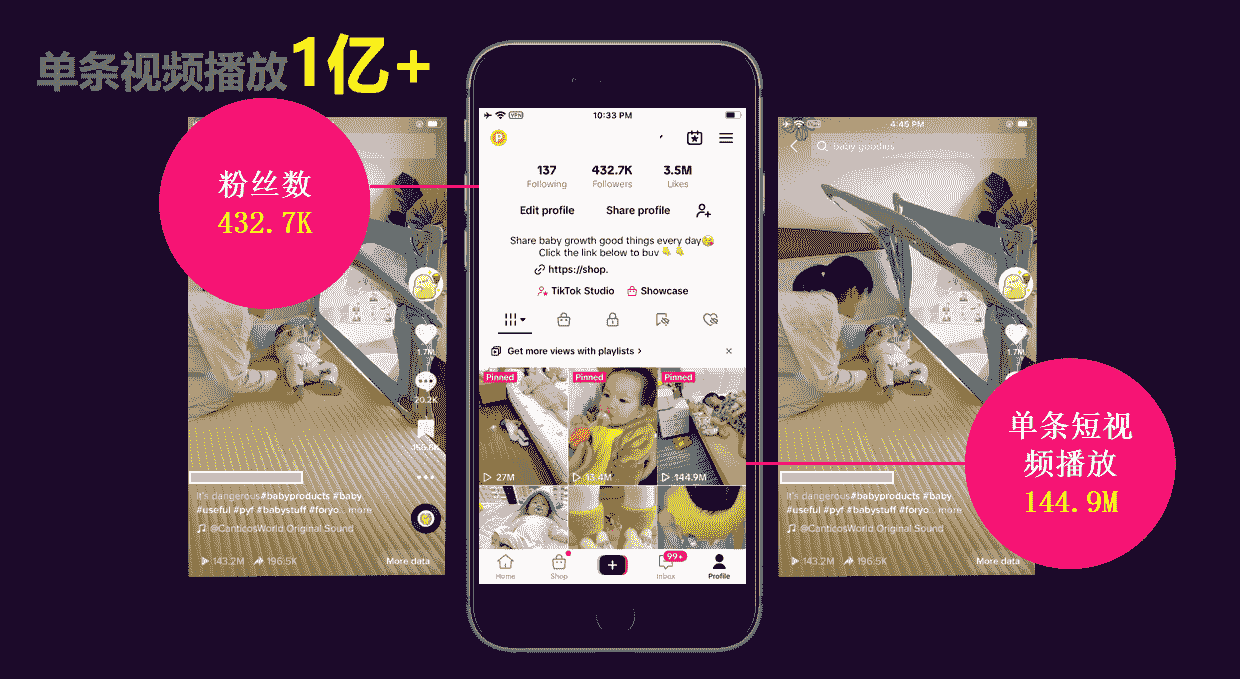 单条视频播放1亿+
粉丝数
432.7K
VPN
10:33 PM
137
432.7K
3.5M
Following
Followers
Likes
Edit profile
Share profile
Share baby growth good things every day😘
Click the link below to buy
https://shop.
TikTok Studio
Showcase
Get more views with playlists
Pinned
Pinned
Pinned
27M
13.4M
144.9M
Home
Shop
99+
Inbox
Profile
1.7M
20.2K
It's dangerous#babyproducts #baby
#useful #pyf #babystuff #foryo... more
@CanticosWorld Original Sound
143.2M
196.5K
More data
4:45 PM
baby goodies
1.7M
单条短视
频播放
144.9M
It's dangerous#babyproducts #baby
#useful #pyf #babystuff #foryo... more
@CanticosWorld Original Sound
143.2M
196.5K
More data